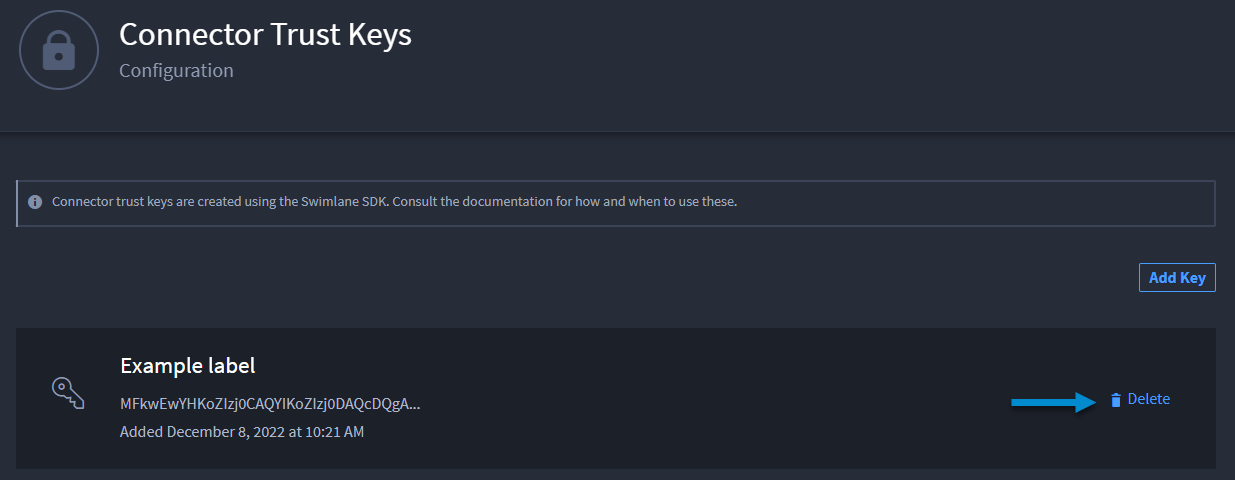 Connector Trust Keys
Configuration
Connector trust keys are created using the Swimlane SDK. Consult the documentation for how and when to use these.
Add Key
Example label
MFkwEwYHKoZIzj0CAQYIKoZIzj0DAQcDQgA...
Added December 8, 2022 at 10:21 AM
Delete